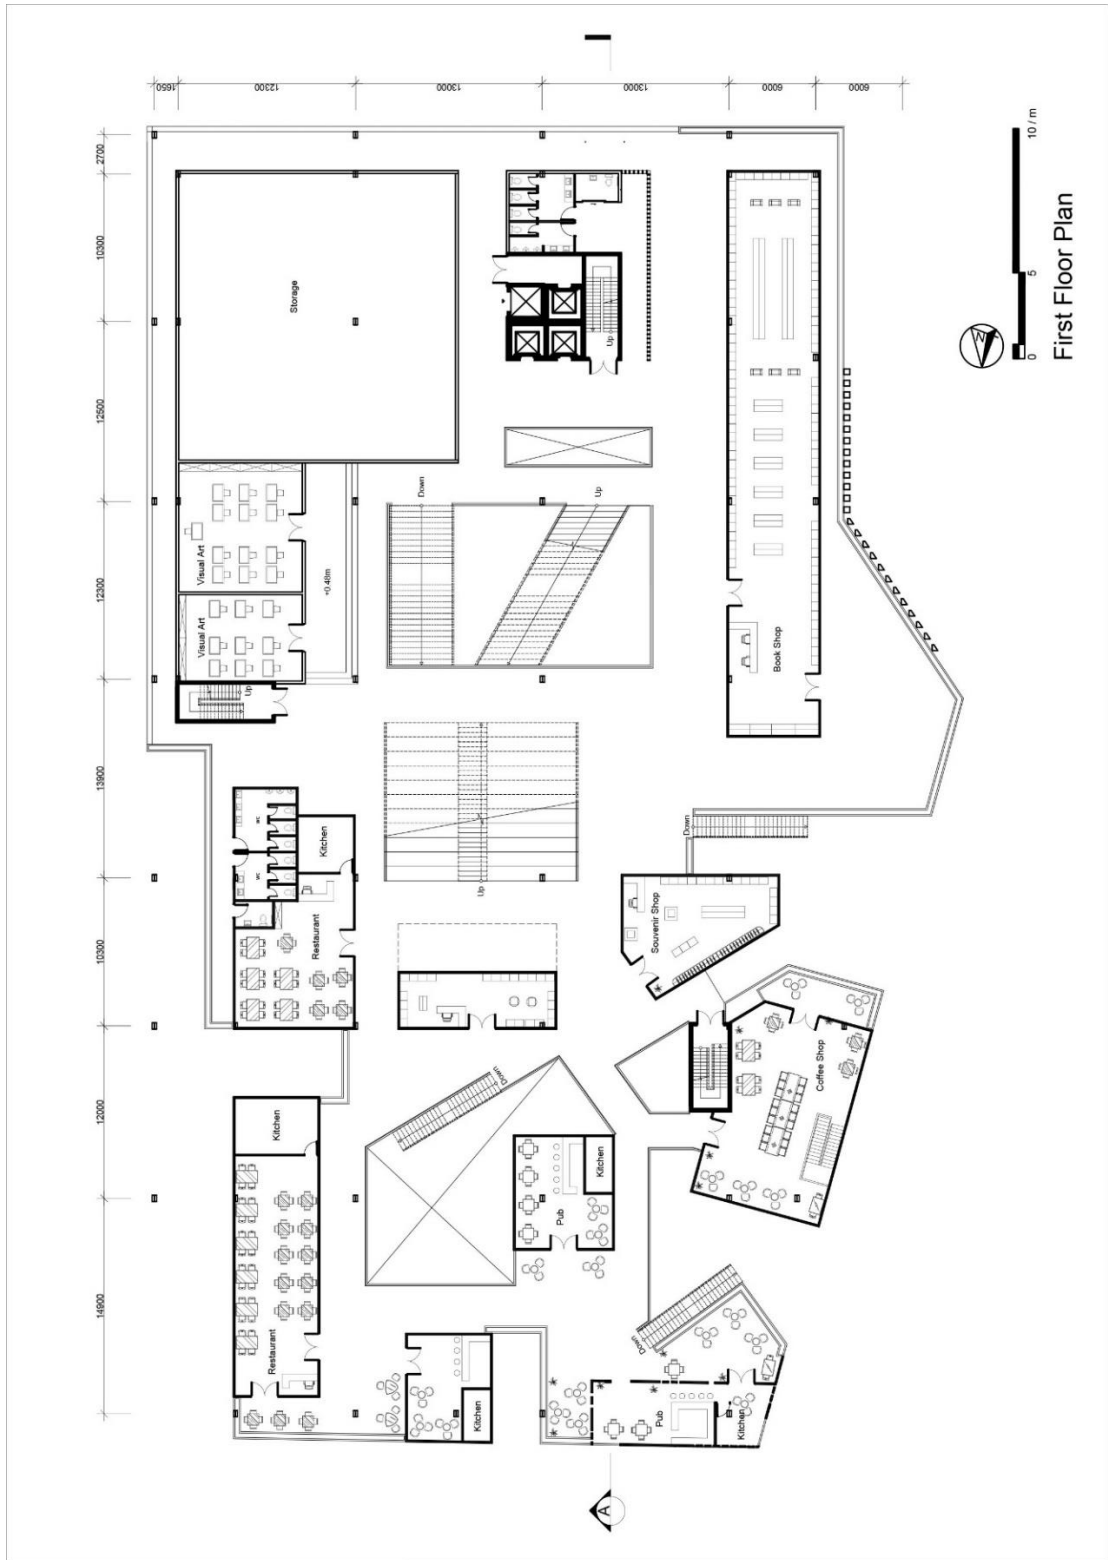 14900
12000
10300
13900
12300
12500
10300
2700
1650
12300
13000
13000
6000
6000
Restaurant
Kitchen
Restaurant
WC
WC
Kitchen
Up
Visual Art
Visual Art
+0.48m
Storage
Down
Up
Up
Up
Kitchen
Down
Pub
Kitchen
Pub
Kitchen
Down
Souvenir Shop
Down
Coffee Shop
Book Shop
A
N
0
5
10 / m
First Floor Plan